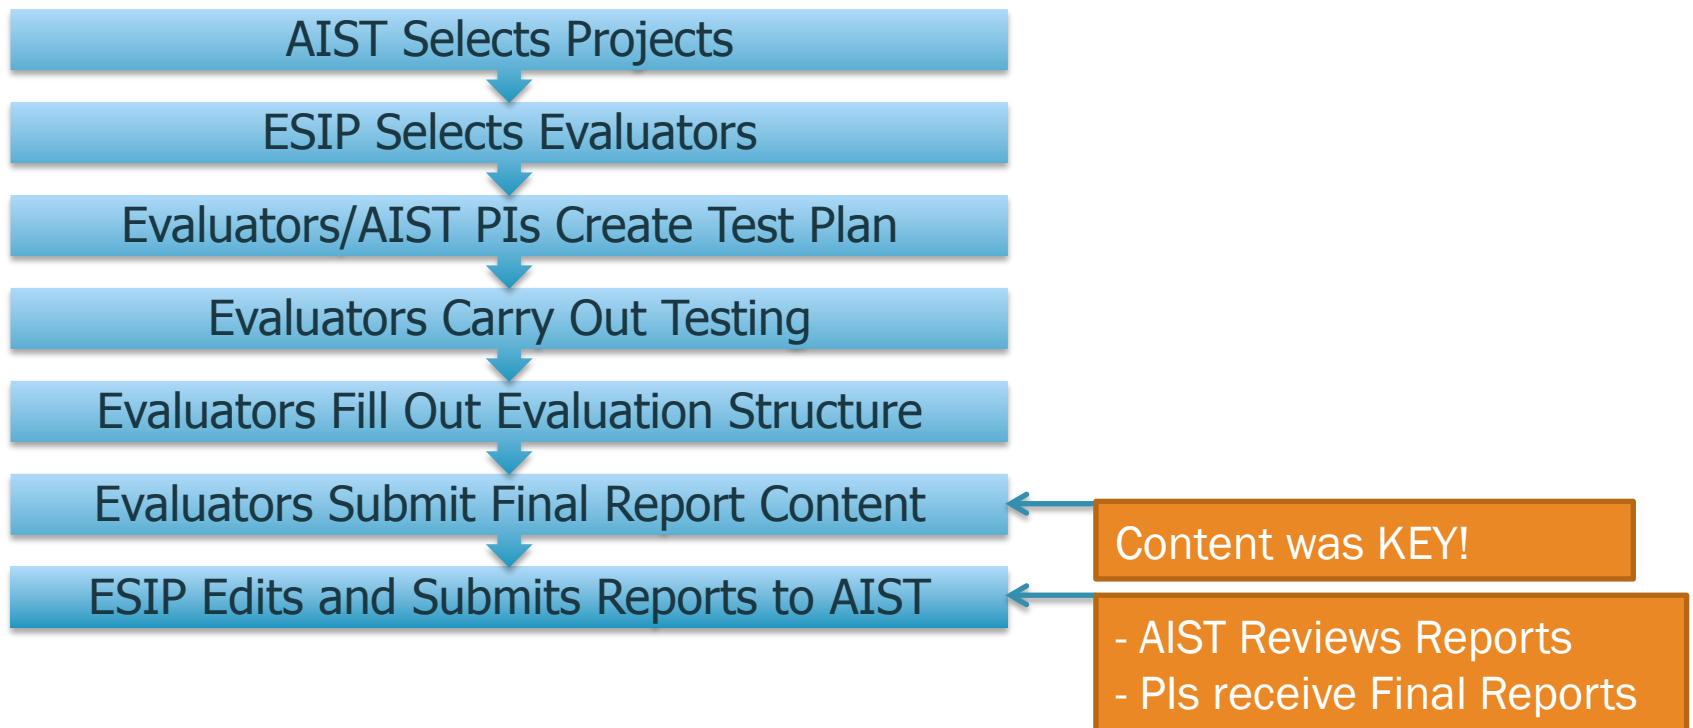 AIST Selects Projects
ESIP Selects Evaluators
Evaluators/AIST PIs Create Test Plan
Evaluators Carry Out Testing
Evaluators Fill Out Evaluation Structure
Evaluators Submit Final Report Content
Content was KEY!
ESIP Edits and Submits Reports to AIST
- AIST Reviews Reports
- PIs receive Final Reports